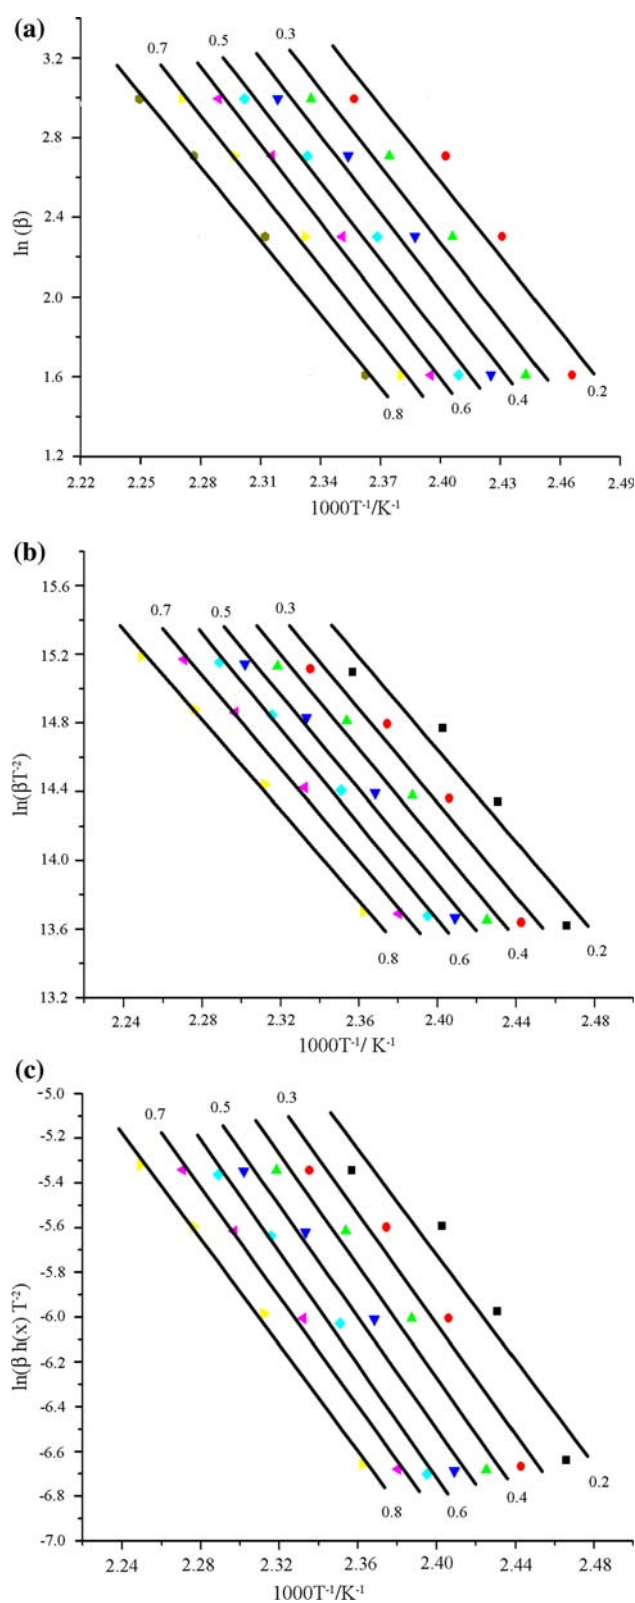 (a)
0.3
0.5
0.7
3.2
2.8
2.4
2.0
1.6
1.2
ln (β)
0.8
0.6
0.4
0.2
2.22 2.25 2.28 2.31 2.34 2.37 2.40 2.43 2.46 2.49
1000T⁻¹/K⁻¹
(b)
15.6
0.7 0.5 0.3
15.2
14.8
14.4
14.0
13.6
13.2
ln(βT⁻²)
0.8 0.6 0.4 0.2
2.24 2.28 2.32 2.36 2.40 2.44 2.48
1000T⁻¹/ K⁻¹
(c)
-5.0
0.7 0.5 0.3
-5.2
-5.4
-5.6
-5.8
-6.0
-6.2
-6.4
-6.6
-6.8
-7.0
ln(β h(x) T⁻²)
0.8 0.6 0.4 0.2
2.24 2.28 2.32 2.36 2.40 2.44 2.48
1000T⁻¹/K⁻¹